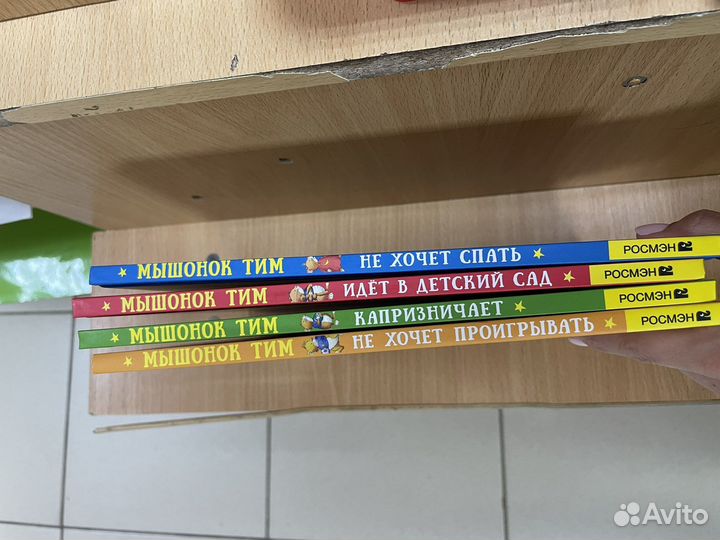 МЫШОНОК ТИМ НЕ ХОЧЕТ СПАТЬ РОСМЭН
МЫШОНОК ТИМ ИДЁТ В ДЕТСКИЙ САД РОСМЭН
МЫШОНОК ТИМ КАПРИЗНИЧАЕТ РОСМЭН
МЫШОНОК ТИМ НЕ ХОЧЕТ ПРОИГРЫВАТЬ РОСМЭН
Avito